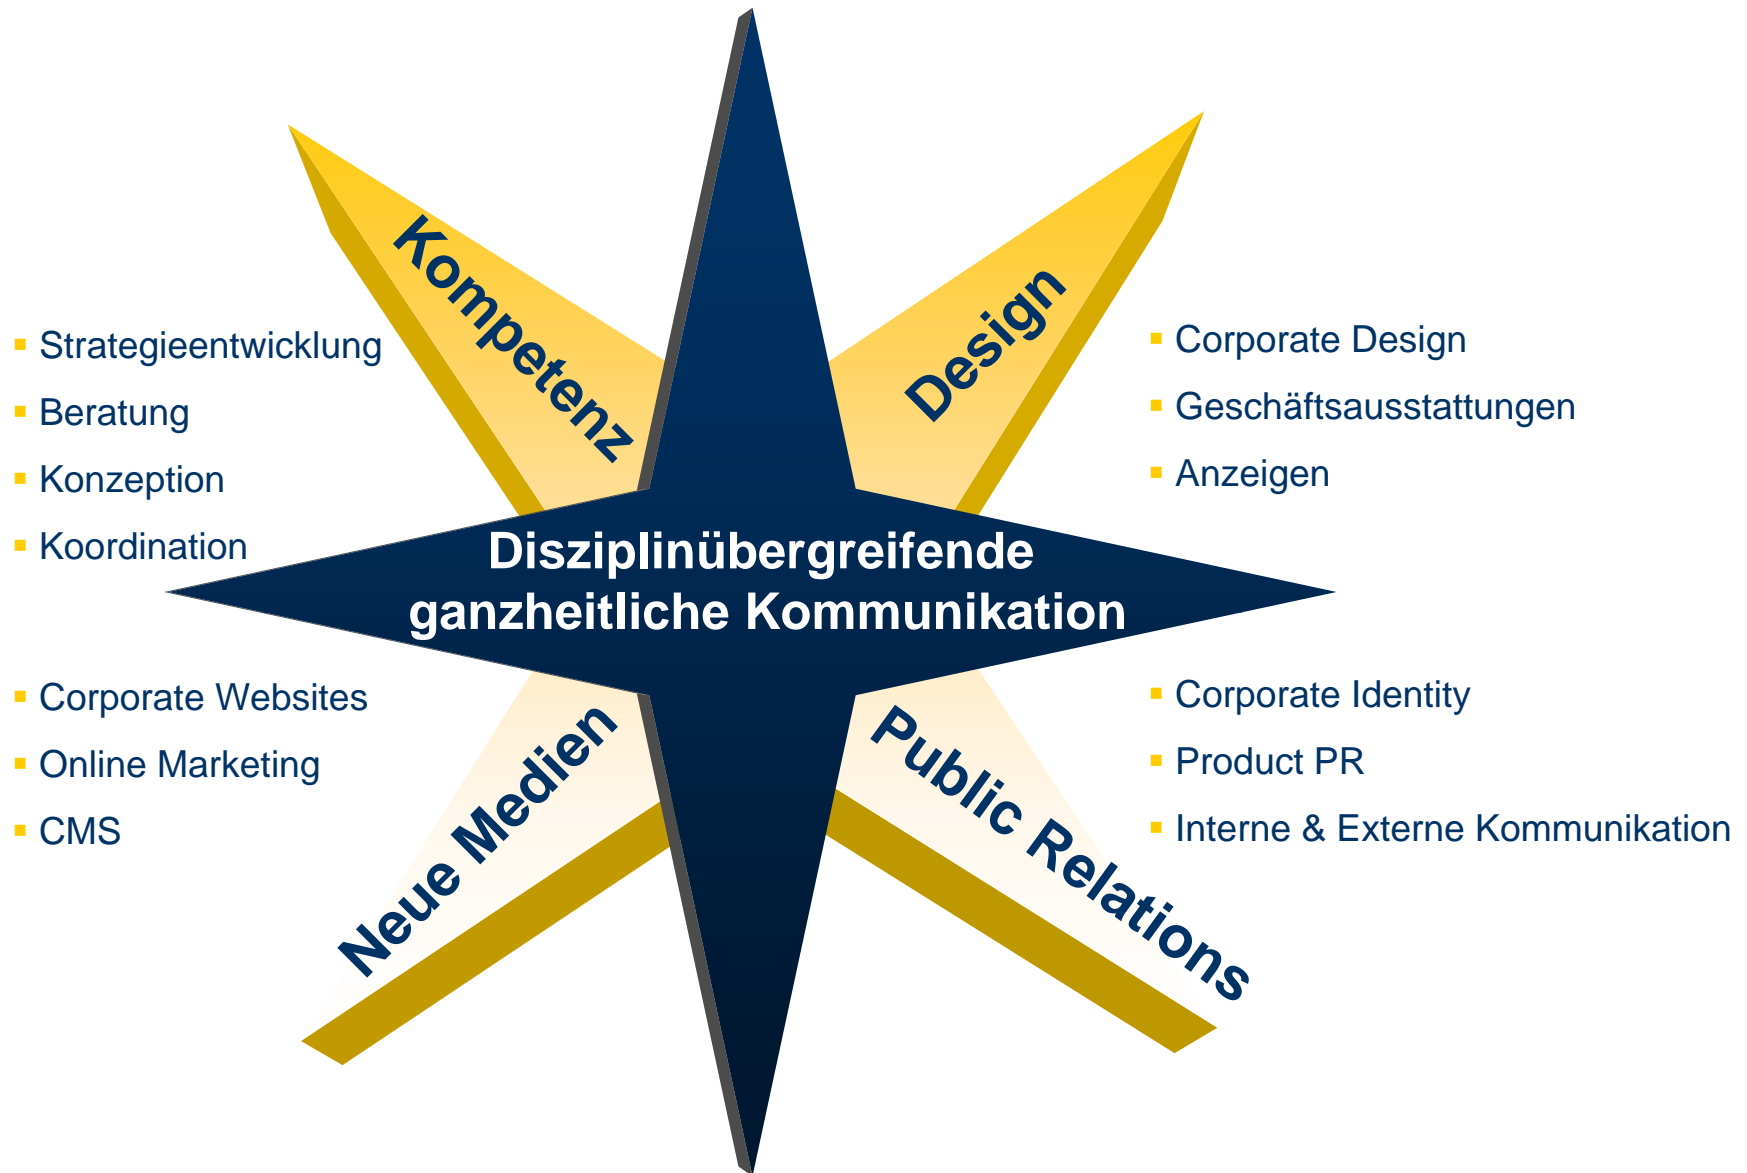 Kompetenz
Strategieentwicklung
Beratung
Konzeption
Koordination
Design
Corporate Design
Geschäftsausstattungen
Anzeigen
Disziplinübergreifende
ganzheitliche Kommunikation
Neue Medien
Corporate Websites
Online Marketing
CMS
Public Relations
Corporate Identity
Product PR
Interne & Externe Kommunikation